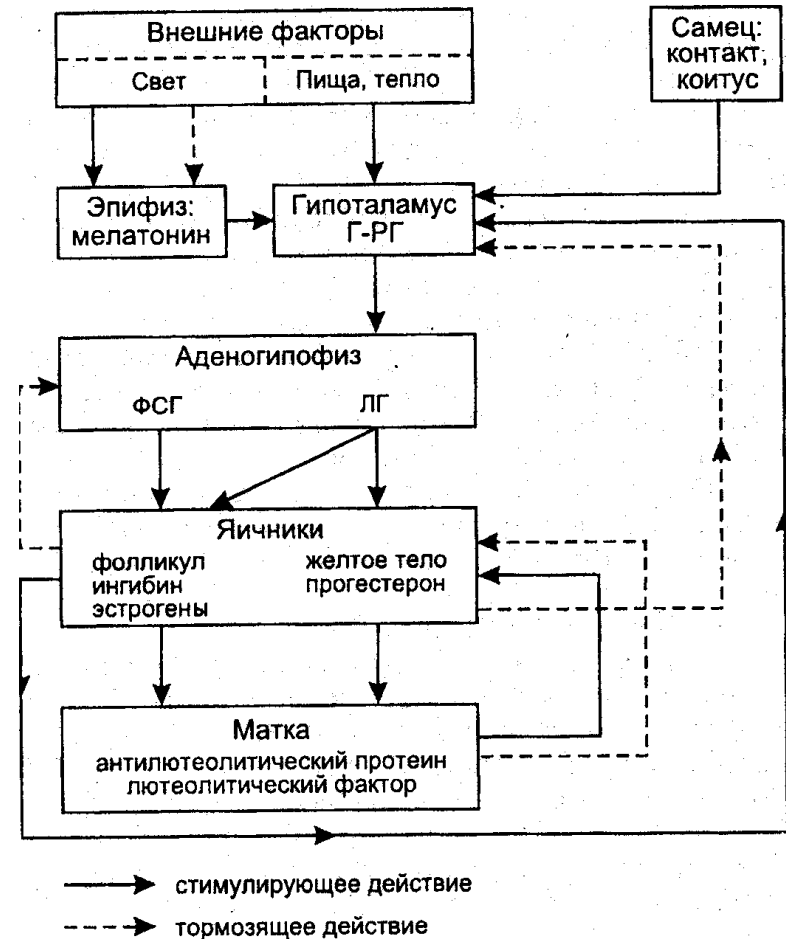 Внешние факторы
Свет
Пища, тепло
Самец:
контакт,
коитус
Эпифиз:
мелатонин
Гипоталамус
Г-РГ
Аденогипофиз
ФСГ
ЛГ
Яичники
фолликул
ингибин
эстрогены
желтое тело
прогестерон
Матка
антилютеолитический протеин
лютеолитический фактор
стимулирующее действие
тормозящее действие